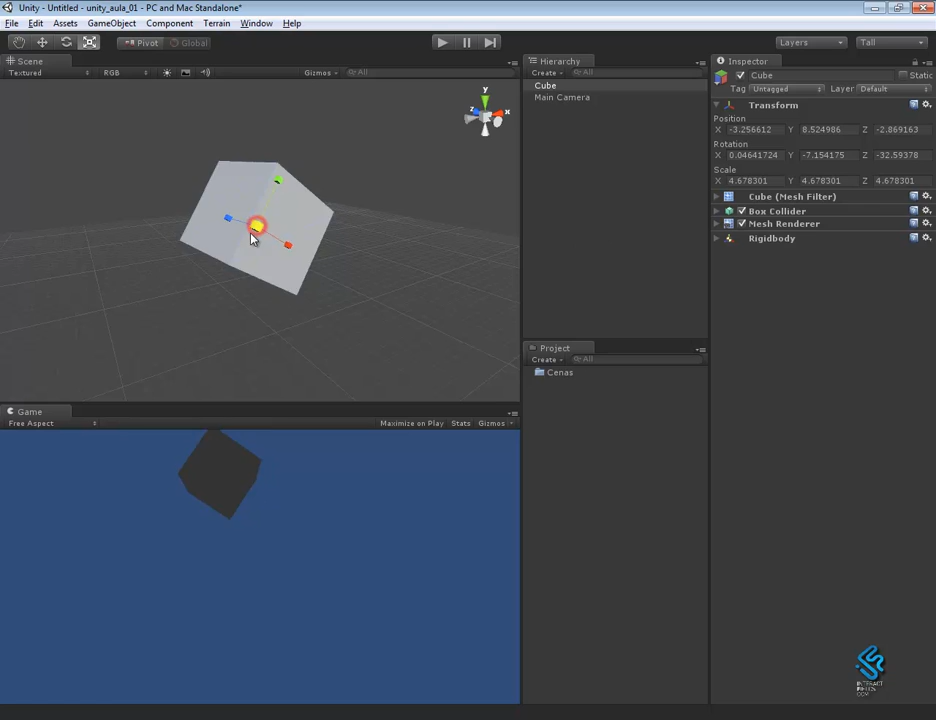 Unity - Untitled - unity_aula_01 - PC and Mac Standalone*
File Edit Assets GameObject Component Terrain Window Help
Pivot Global Layers Tall
Scene
Textured RGB Gizmos All
y
x
z
Game
Free Aspect Maximize on Play Stats Gizmos
Hierarchy
Create All
Cube
Main Camera
Project
Create All
Cenas
Inspector
Cube Static
Tag Untagged Layer Default
Transform
Position
X -3.256612 Y 8.524986 Z -2.869163
Rotation
X 0.04641724 Y -7.154175 Z -32.59378
Scale
X 4.678301 Y 4.678301 Z 4.678301
Cube (Mesh Filter)
Box Collider
Mesh Renderer
Rigidbody
INTERACT
FIELDS.
COM